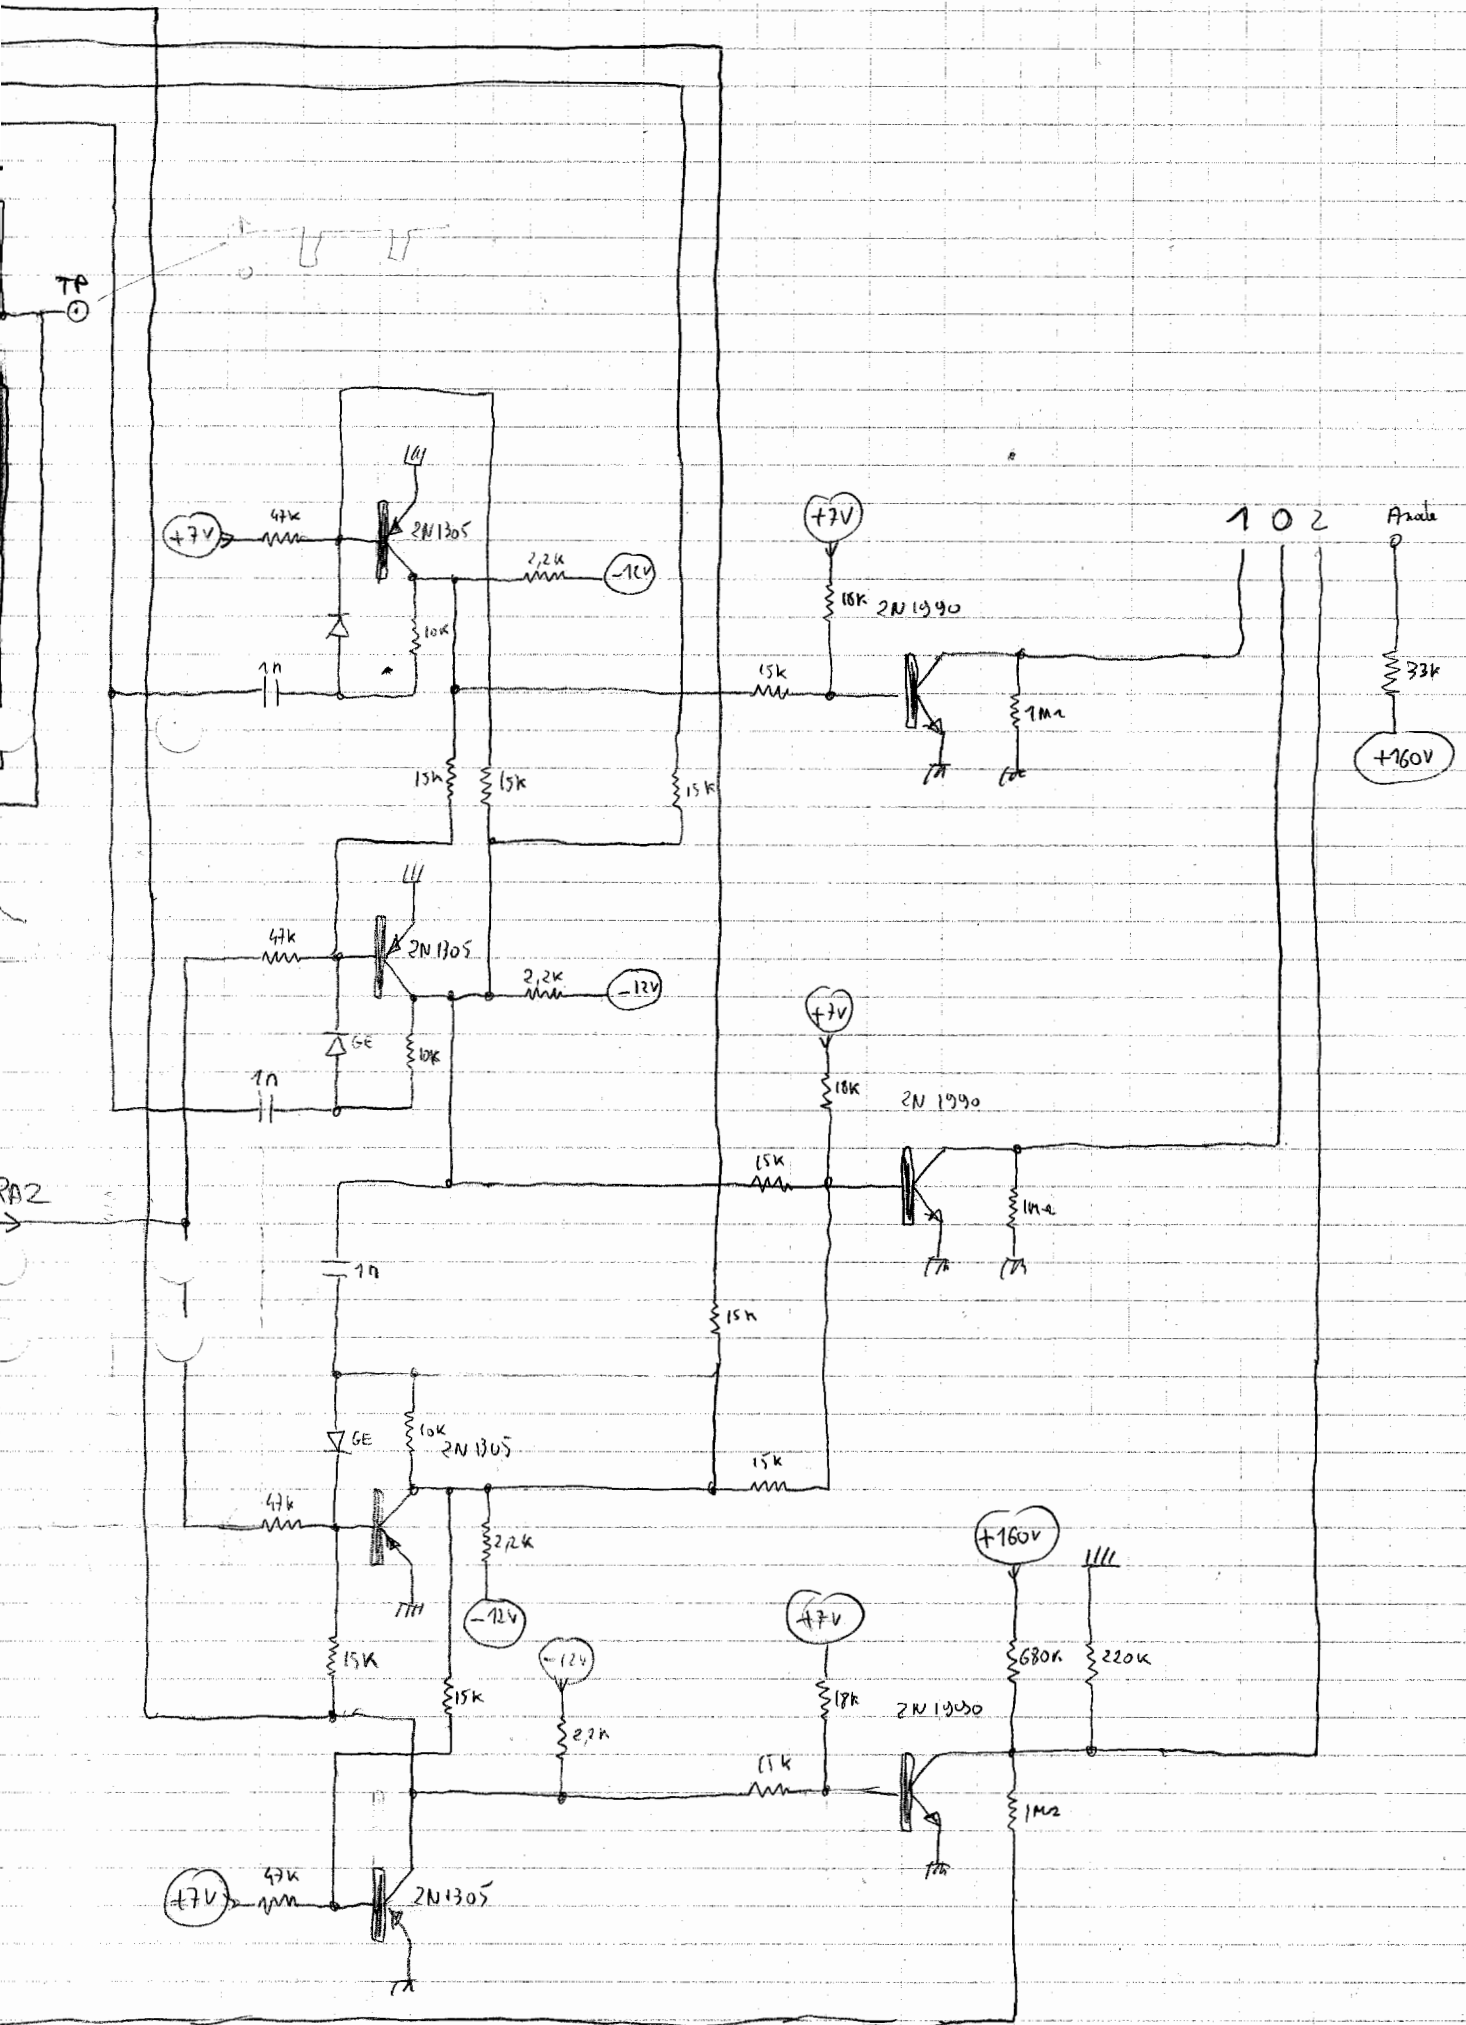 TP
47K
+7V
2N1305
2,2K
-12V
10K
1n
+7V
18K
2N1990
15K
1MΩ
1 0 2
Anode
33K
+160V
15K
15K
15K
47K
2N1305
2,2K
-12V
GE
10K
1n
+7V
18K
2N 1990
15K
1MΩ
RAZ
1n
15K
10K
GE
2N1305
15K
47K
2,2K
-12V
+160V
+7V
-12V
15K
680K
220K
15K
18K
2N1990
2,2K
15K
1MΩ
47K
+7V
2N1305